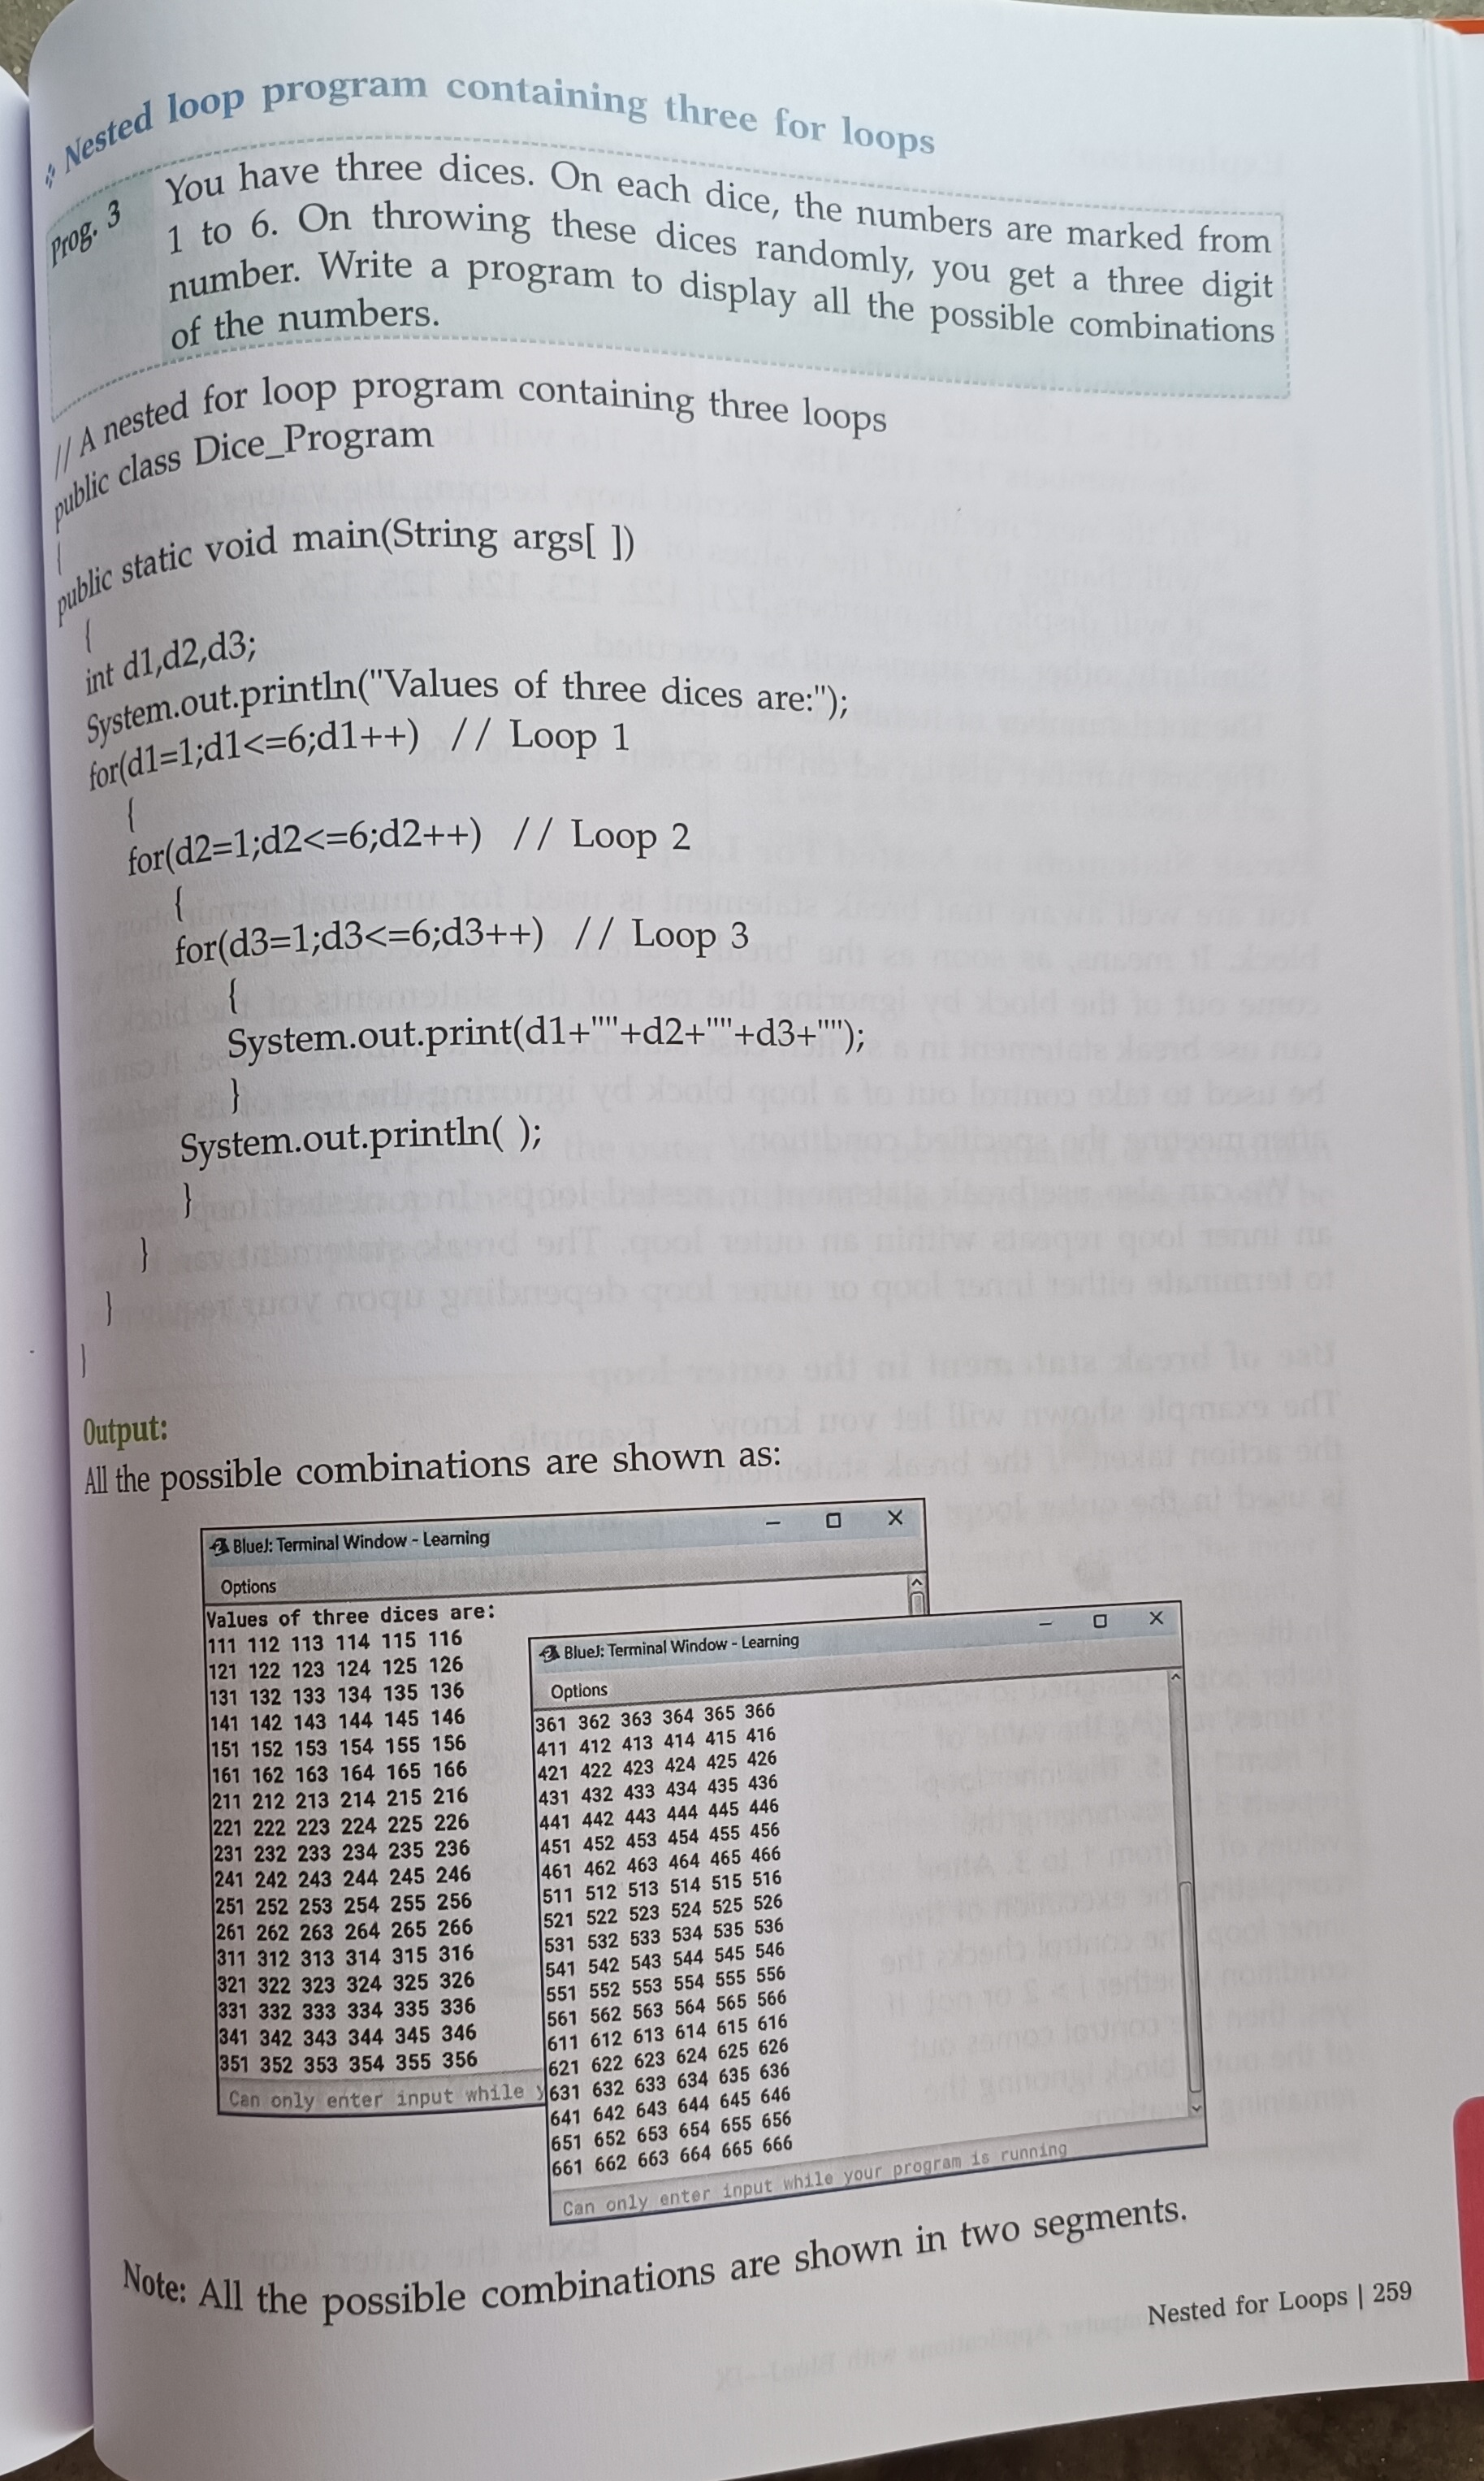 ❖ Nested loop program containing three for loops
Prog. 3
You have three dices. On each dice, the numbers are marked from
1 to 6. On throwing these dices randomly, you get a three digit
number. Write a program to display all the possible combinations
of the numbers.
// A nested for loop program containing three loops
public class Dice_Program
{
public static void main(String args[ ])
{
int d1,d2,d3;
System.out.println("Values of three dices are:");
for(d1=1;d1<=6;d1++) // Loop 1
{
for(d2=1;d2<=6;d2++) // Loop 2
{
for(d3=1;d3<=6;d3++) // Loop 3
{
System.out.print(d1+""+d2+""+d3+"");
}
System.out.println( );
}
}
}
}
Output:
All the possible combinations are shown as:
BlueJ: Terminal Window - Learning
Options
Values of three dices are:
111 112 113 114 115 116
121 122 123 124 125 126
131 132 133 134 135 136
141 142 143 144 145 146
151 152 153 154 155 156
161 162 163 164 165 166
211 212 213 214 215 216
221 222 223 224 225 226
231 232 233 234 235 236
241 242 243 244 245 246
251 252 253 254 255 256
261 262 263 264 265 266
311 312 313 314 315 316
321 322 323 324 325 326
331 332 333 334 335 336
341 342 343 344 345 346
351 352 353 354 355 356
Can only enter input while y
BlueJ: Terminal Window - Learning
Options
361 362 363 364 365 366
411 412 413 414 415 416
421 422 423 424 425 426
431 432 433 434 435 436
441 442 443 444 445 446
451 452 453 454 455 456
461 462 463 464 465 466
511 512 513 514 515 516
521 522 523 524 525 526
531 532 533 534 535 536
541 542 543 544 545 546
551 552 553 554 555 556
561 562 563 564 565 566
611 612 613 614 615 616
621 622 623 624 625 626
631 632 633 634 635 636
641 642 643 644 645 646
651 652 653 654 655 656
661 662 663 664 665 666
Can only enter input while your program is running
Note: All the possible combinations are shown in two segments.
Nested for Loops | 259